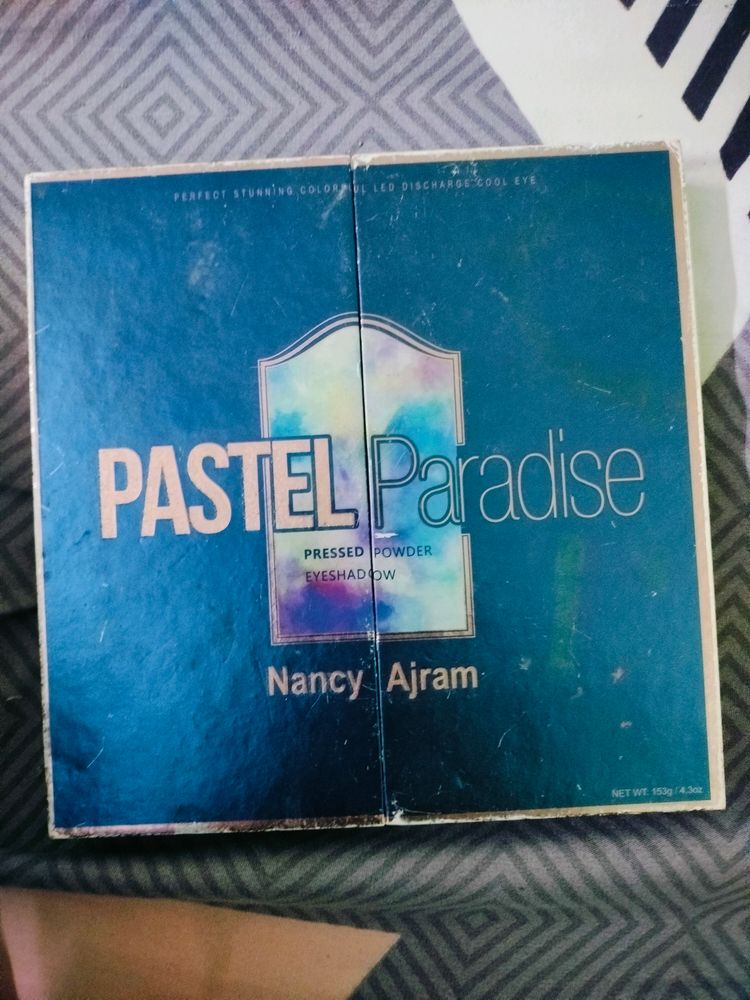 PERFECT STUNNING COLORFUL LED DISCHARGE COOL EYE
PASTEL Paradise
PRESSED POWDER
EYESHADOW
Nancy Ajram
NET WT: 153g / 4.3oz